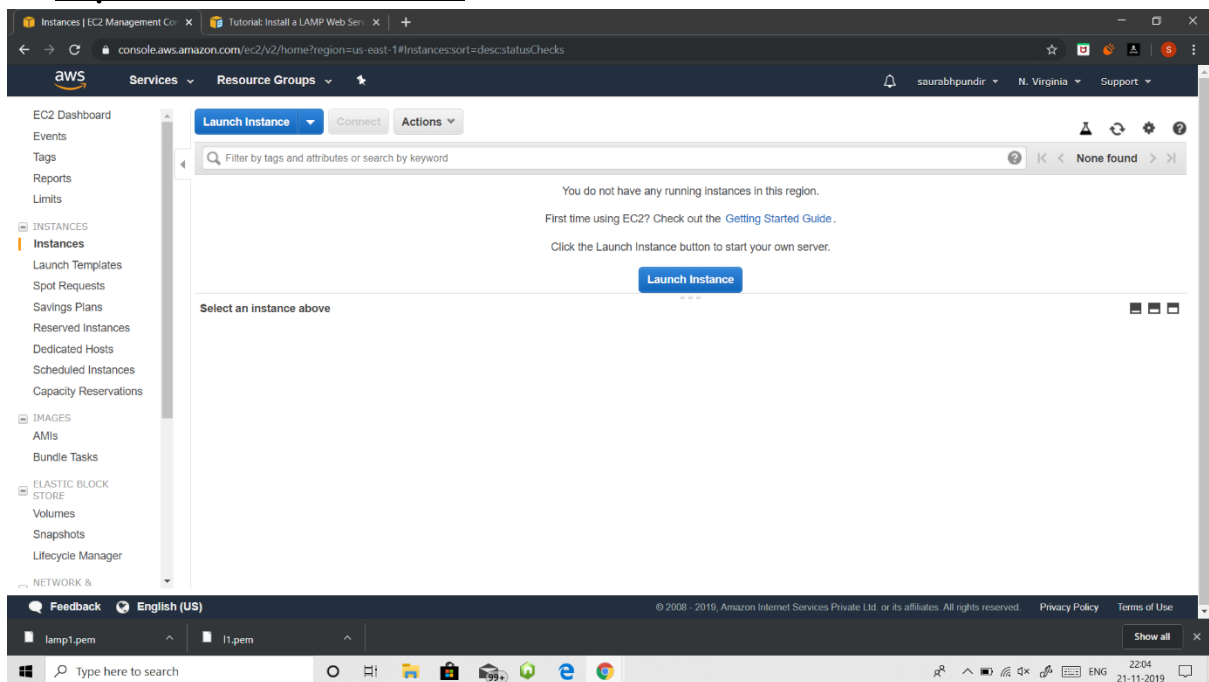 Instances | EC2 Management Con
Tutorial: Install a LAMP Web Serv
console.aws.amazon.com/ec2/v2/home?region=us-east-1#Instances:sort=desc:statusChecks
S
aws Services Resource Groups saurabhpundir N. Virginia Support
EC2 Dashboard
Events
Tags
Reports
Limits
INSTANCES
Instances
Launch Templates
Spot Requests
Savings Plans
Reserved Instances
Dedicated Hosts
Scheduled Instances
Capacity Reservations
IMAGES
AMIs
Bundle Tasks
ELASTIC BLOCK
STORE
Volumes
Snapshots
Lifecycle Manager
NETWORK &
Launch Instance Connect Actions
Filter by tags and attributes or search by keyword None found
You do not have any running instances in this region.
First time using EC2? Check out the Getting Started Guide.
Click the Launch Instance button to start your own server.
Launch Instance
Select an instance above
Feedback English (US) © 2008 - 2019, Amazon Internet Services Private Ltd. or its affiliates. All rights reserved. Privacy Policy Terms of Use
lamp1.pem l1.pem Show all
Type here to search 99+ ENG 22:04
21-11-2019